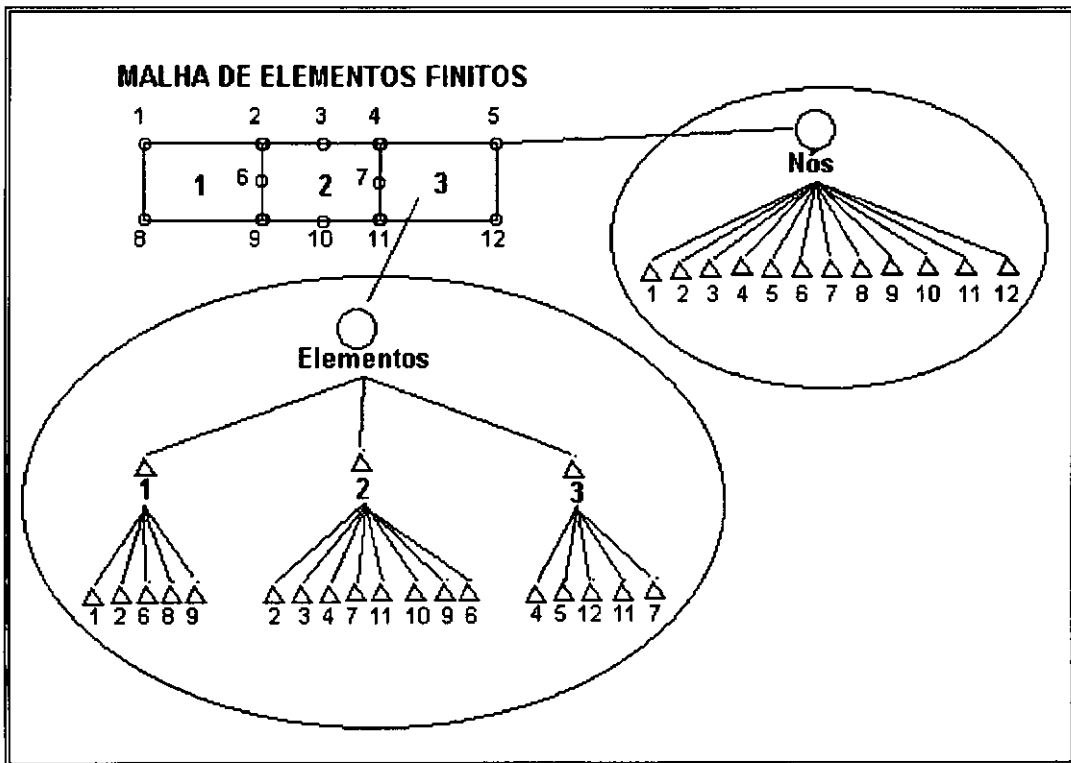 MALHA DE ELEMENTOS FINITOS
1 2 3 4 5
1 6 2 7 3
8 9 10 11 12
Nós
1 2 3 4 5 6 7 8 9 10 11 12
Elementos
1 2 3
1 2 6 8 9 2 3 4 7 11 10 9 6 4 5 12 11 7